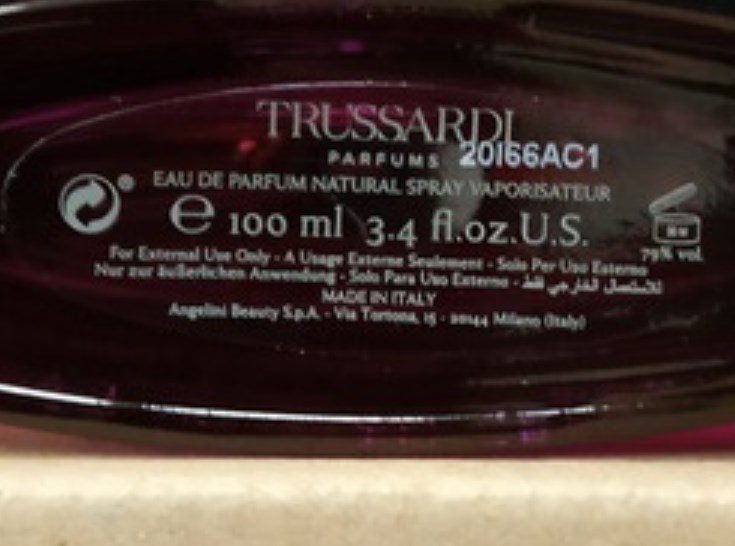 TRUSSARDI
PARFUMS 20166AC1
EAU DE PARFUM NATURAL SPRAY VAPORISATEUR
e 100 ml 3.4 fl.oz.U.S.
79% vol.
For External Use Only - A Usage Externe Seulement - Solo Per Uso Esterno
Nur zur äußerlichen Anwendung - Solo Para Uso Externo - للاستعمال الخارجي فقط
MADE IN ITALY
Angelini Beauty S.p.A. - Via Tortona, 15 - 20144 Milano (Italy)